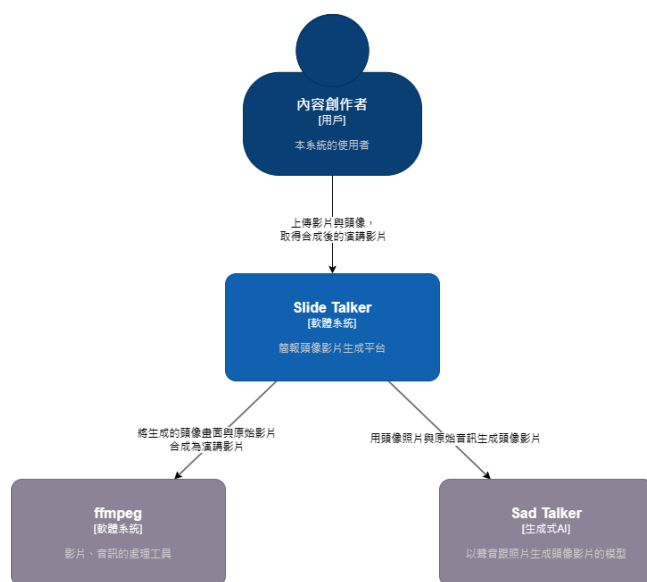 內容創作者
[用戶]
本系統的使用者
上傳影片與頭像，
取得合成後的演講影片
Slide Talker
[軟體系統]
簡報頭像影片生成平台
將生成的頭像畫面與原始影片
合成為演講影片
用頭像照片與原始音訊生成頭像影片
ffmpeg
[軟體系統]
影片、音訊的處理工具
Sad Talker
[生成式AI]
以聲音跟照片生成頭像影片的模型